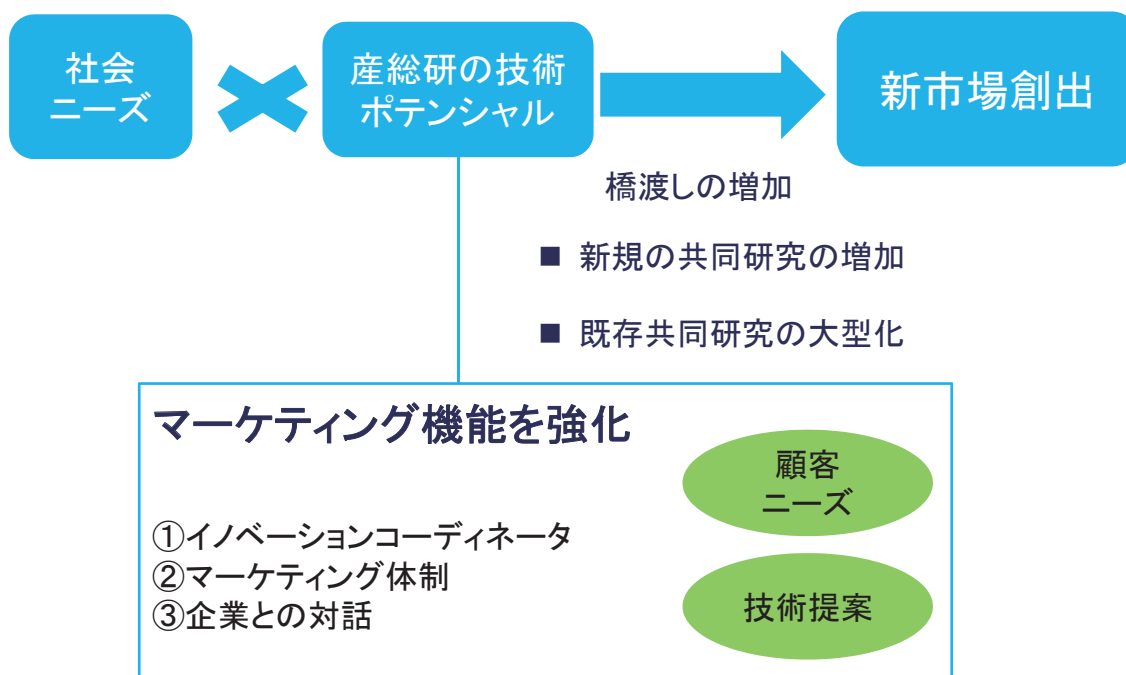 社会
ニーズ
産総研の技術
ポテンシャル
新市場創出
橋渡しの増加
■ 新規の共同研究の増加
■ 既存共同研究の大型化
マーケティング機能を強化
①イノベーションコーディネータ
②マーケティング体制
③企業との対話
顧客
ニーズ
技術提案